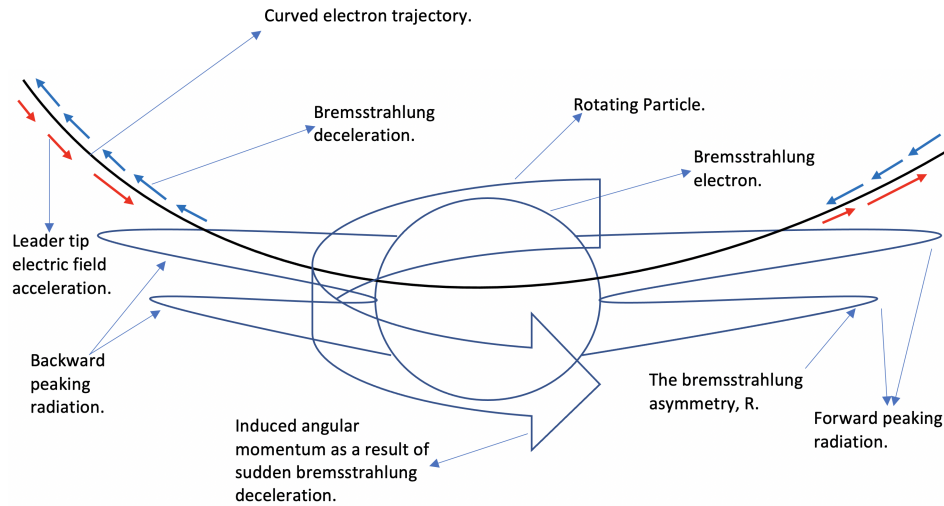 Curved electron trajectory.
Bremsstrahlung
deceleration.
Rotating Particle.
Bremsstrahlung
electron.
Leader tip
electric field
acceleration.
Backward
peaking
radiation.
Induced angular
momentum as a result of
sudden bremsstrahlung
deceleration.
The bremsstrahlung
asymmetry, R.
Forward peaking
radiation.